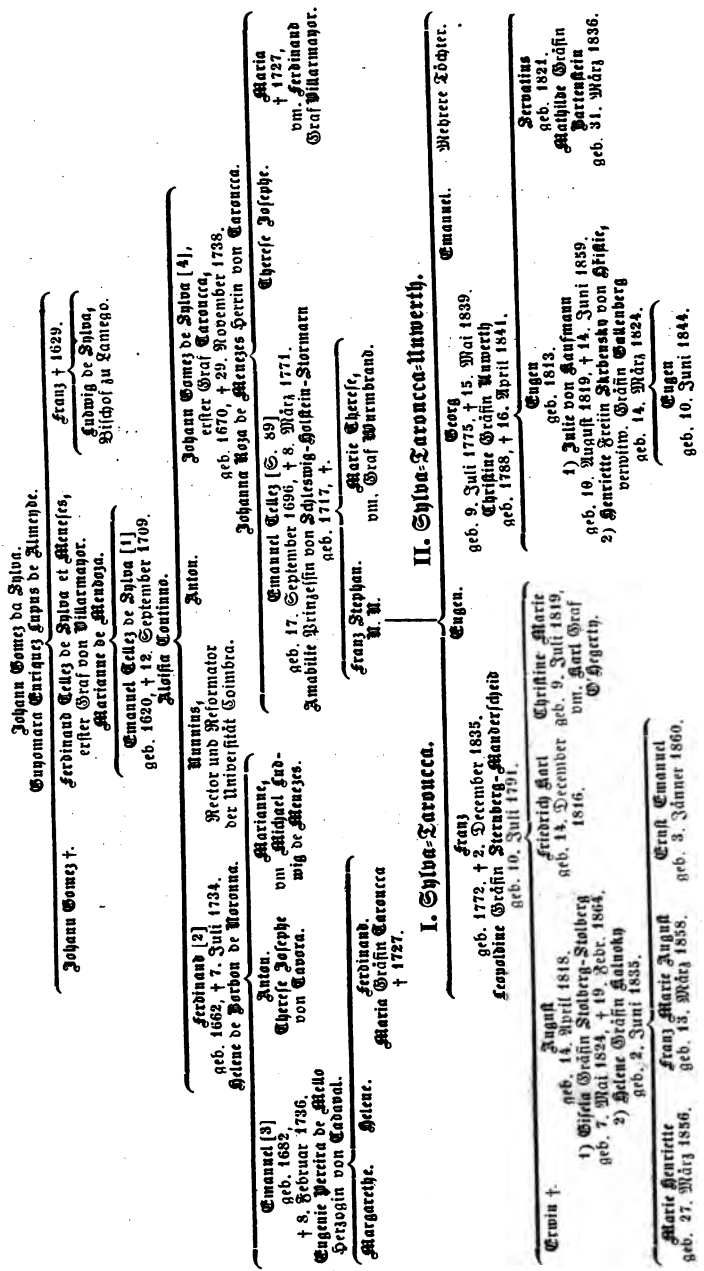 Johann Gomez da Sylva.
Guyomara Enriquez Lupus de Almeyde.
Johann Gomez †.
Ferdinand Tellez de Sylva et Meneses,
erster Graf von Villarmayor.
Marianne de Mendoza.
Franz † 1629.
Ludwig de Sylva,
Bischof zu Lamego.
Emanuel Tellez de Sylva [1]
geb. 1620, † 12. September 1709.
Aloisia Continno.
Ferdinand [2]
geb. 1662, † 7. Juli 1734.
Helene de Borbon de Noronna.
Nunnius,
Rector und Reformator
der Universität Coimbra.
Anton.
Johann Gomez de Sylva [4],
erster Graf Tarouca,
geb. 1670, † 29. November 1738.
Johanna Roza de Menezes Herrin von Taroucca.
Emanuel [3]
geb. 1682,
† 8. Februar 1736.
Eugenie Pereira de Mello
Herzogin von Cadaval.
Anton.
Therese Josephe
von Tavora.
Marianne,
vm Michael Lud-
wig de Menezes.
Emanuel Tellez [S. 89]
geb. 17. September 1696, † 8. März 1771.
Amabilie Prinzessin von Schleswig-Holstein-Stormarn
geb. 1717, †.
Therese Josephe.
Maria
† 1727,
vm. Ferdinand
Graf Villarmayor.
Margarethe.
Helene.
Ferdinand.
Maria Gräfin Taroucca
† 1727.
Franz Stephan.
N. N.
Marie Therese,
vm. Graf Wurmbrand.
I. Sylva-Taroucca.
II. Sylva-Taroucca-Unwerth.
Franz
geb. 1772, † 2. December 1835.
Leopoldine Gräfin Sternberg-Manderscheid
geb. 10. Juli 1791.
Eugen.
Georg
geb. 9. Juli 1775, † 15. Mai 1839.
Christine Gräfin Unwerth
geb. 1788, † 16. April 1841.
Emanuel.
Mehrere Töchter.
Erwin †.
August
geb. 14. April 1818.
1) Gisela Gräfin Stolberg-Stolberg
geb. 7. Mai 1824, † 19. Febr. 1864.
2) Helene Gräfin Kalnoky
geb. 2. Juni 1835.
Friedrich Karl
geb. 14. December
1816.
Christine Marie
geb. 9. Juli 1819,
vm. Karl Graf
O'Hegerty.
Eugen
geb. 1813.
1) Julie von Kaufmann
geb. 10. August 1819, † 14. Juni 1859.
2) Henriette Freiin Skrbensky von Hristie,
verwitw. Gräfin Gallenberg
geb. 14. März 1824.
Servatius
geb. 1821.
Mathilde Gräfin
Bartenstein
geb. 31. März 1836.
Marie Henriette
geb. 27. März 1856.
Franz Marie August
geb. 13. März 1858.
Ernst Emanuel
geb. 3. Jänner 1860.
Eugen
geb. 10. Juni 1844.